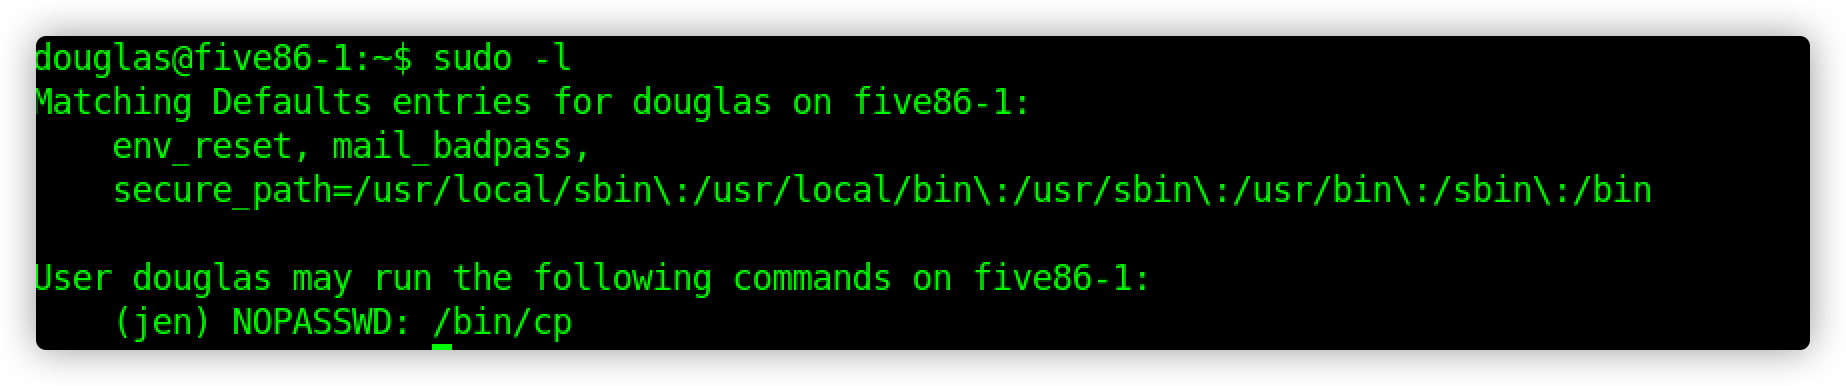 douglas@five86-1:~$ sudo -l
Matching Defaults entries for douglas on five86-1:
    env_reset, mail_badpass,
    secure_path=/usr/local/sbin\:/usr/local/bin\:/usr/sbin\:/usr/bin\:/sbin\:/bin

User douglas may run the following commands on five86-1:
    (jen) NOPASSWD: /bin/cp